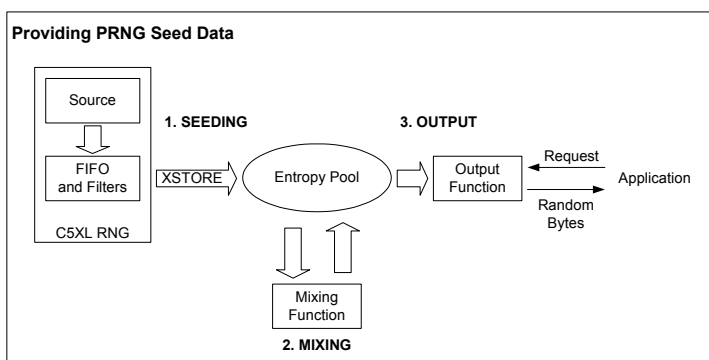 Providing PRNG Seed Data
Source
FIFO
and Filters
C5XL RNG
1. SEEDING
XSTORE
Entropy Pool
3. OUTPUT
Output
Function
Request
Application
Random
Bytes
Mixing
Function
2. MIXING